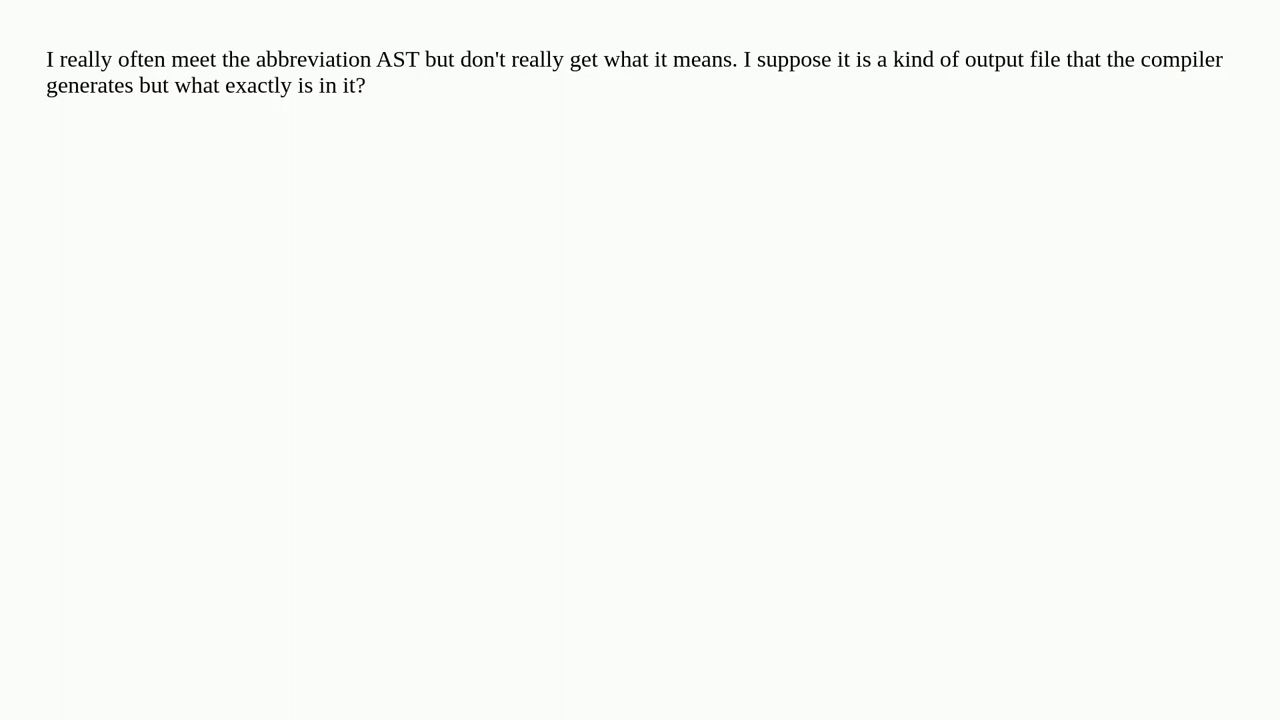 I really often meet the abbreviation AST but don't really get what it means. I suppose it is a kind of output file that the compiler
generates but what exactly is in it?